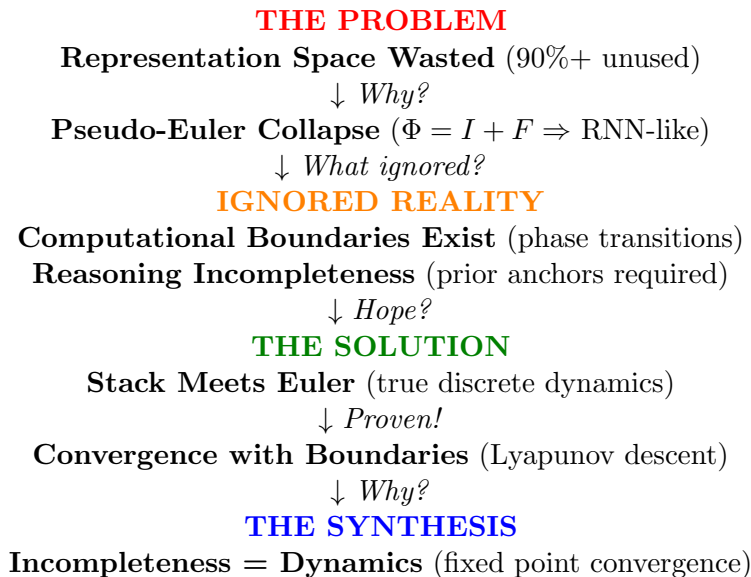 THE PROBLEM
Representation Space Wasted (90%+ unused)
↓ Why?
Pseudo-Euler Collapse (Φ = I + F ⇒ RNN-like)
↓ What ignored?
IGNORED REALITY
Computational Boundaries Exist (phase transitions)
Reasoning Incompleteness (prior anchors required)
↓ Hope?
THE SOLUTION
Stack Meets Euler (true discrete dynamics)
↓ Proven!
Convergence with Boundaries (Lyapunov descent)
↓ Why?
THE SYNTHESIS
Incompleteness = Dynamics (fixed point convergence)